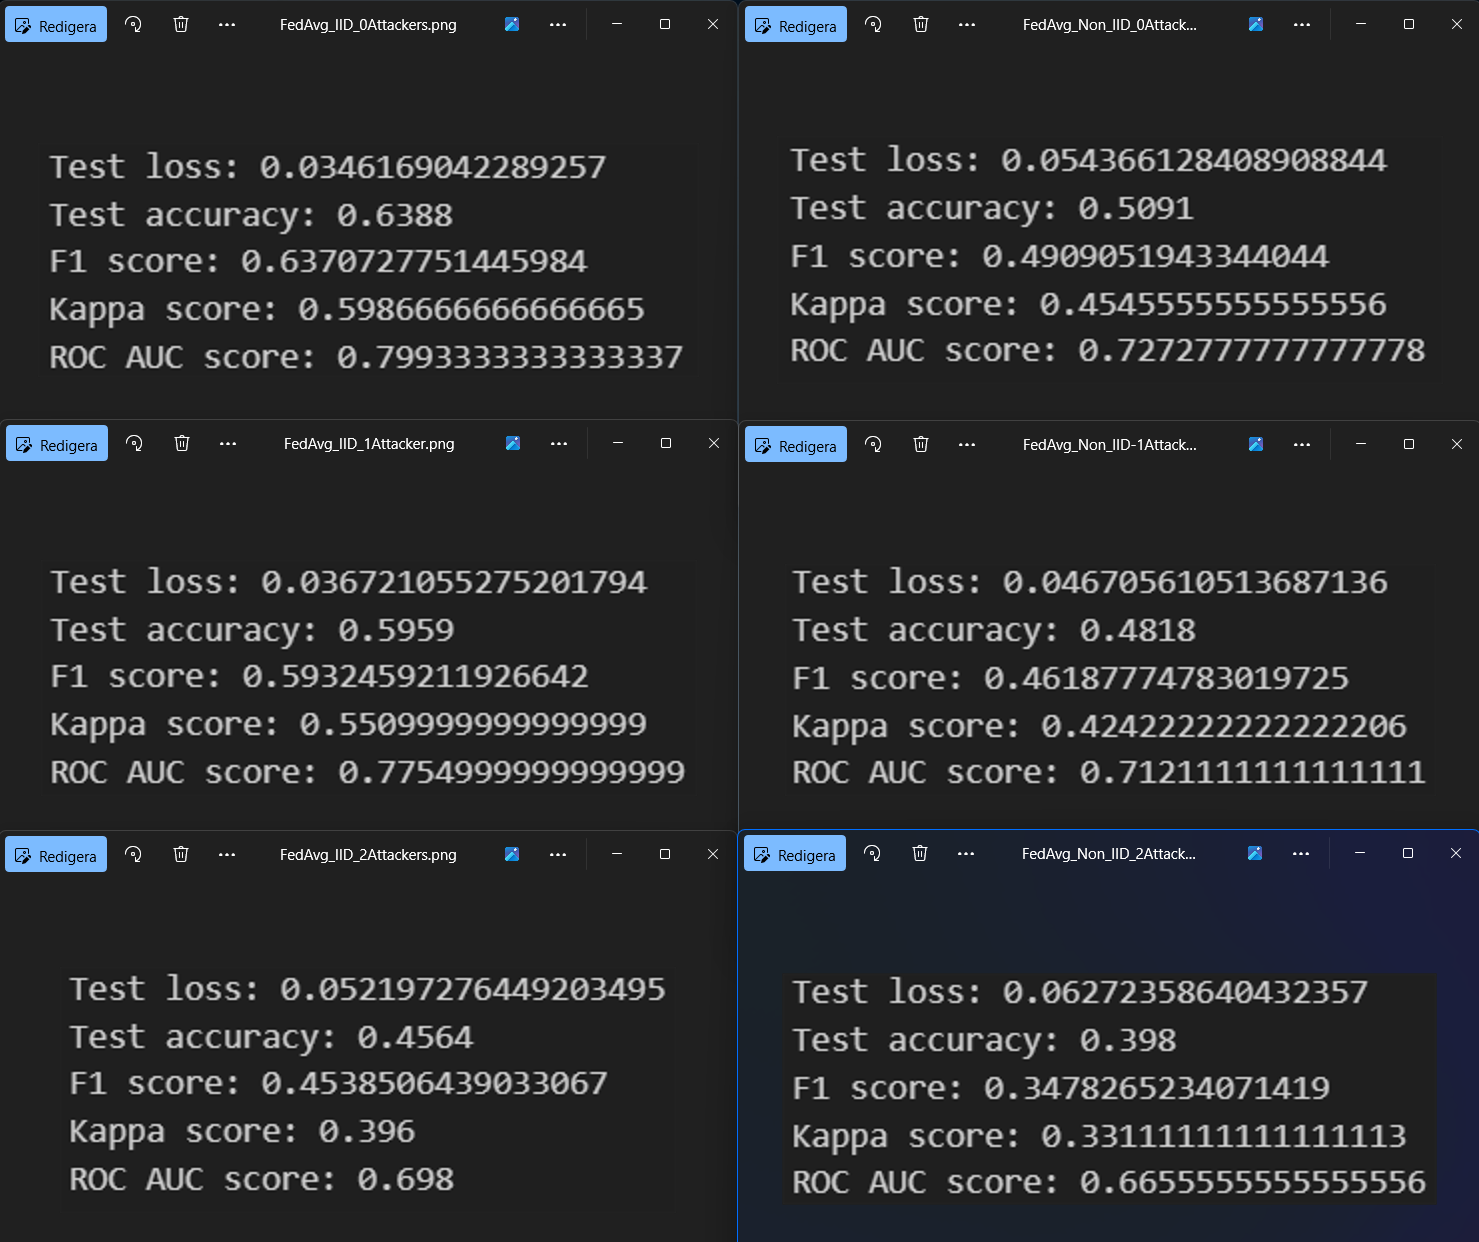 Redigera
FedAvg_IID_0Attackers.png
Test loss: 0.0346169042289257
Test accuracy: 0.6388
F1 score: 0.6370727751445984
Kappa score: 0.5986666666666665
ROC AUC score: 0.7993333333333337
Redigera
FedAvg_Non_IID_0Attack...
Test loss: 0.054366128408908844
Test accuracy: 0.5091
F1 score: 0.4909051943344044
Kappa score: 0.4545555555555556
ROC AUC score: 0.7272777777777778
Redigera
FedAvg_IID_1Attacker.png
Test loss: 0.036721055275201794
Test accuracy: 0.5959
F1 score: 0.5932459211926642
Kappa score: 0.5509999999999999
ROC AUC score: 0.7754999999999999
Redigera
FedAvg_Non_IID-1Attack...
Test loss: 0.046705610513687136
Test accuracy: 0.4818
F1 score: 0.46187774783019725
Kappa score: 0.42422222222222206
ROC AUC score: 0.7121111111111111
Redigera
FedAvg_IID_2Attackers.png
Test loss: 0.052197276449203495
Test accuracy: 0.4564
F1 score: 0.4538506439033067
Kappa score: 0.396
ROC AUC score: 0.698
Redigera
FedAvg_Non_IID_2Attack...
Test loss: 0.06272358640432357
Test accuracy: 0.398
F1 score: 0.3478265234071419
Kappa score: 0.33111111111111113
ROC AUC score: 0.6655555555555556